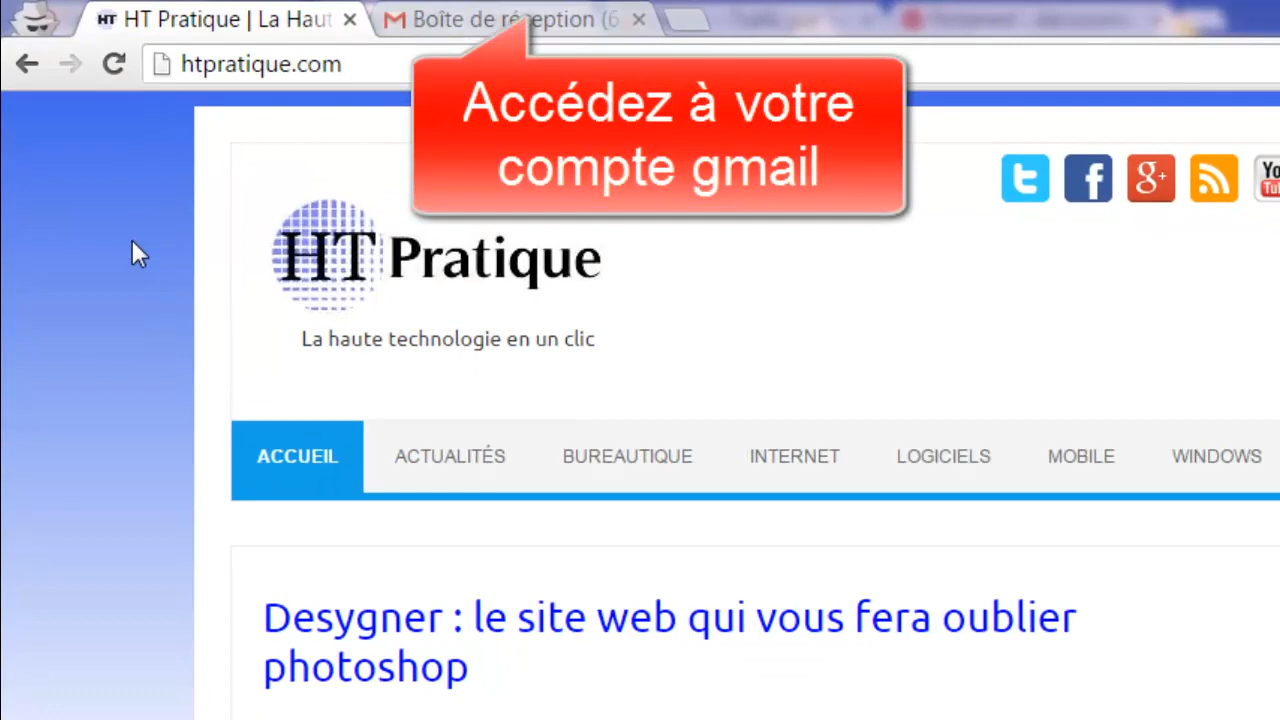 HT Pratique | La Haut
Boîte de réception (6
htpratique.com
Accédez à votre
compte gmail
HT Pratique
La haute technologie en un clic
ACCUEIL ACTUALITÉS BUREAUTIQUE INTERNET LOGICIELS MOBILE WINDOWS
Desygner : le site web qui vous fera oublier
photoshop